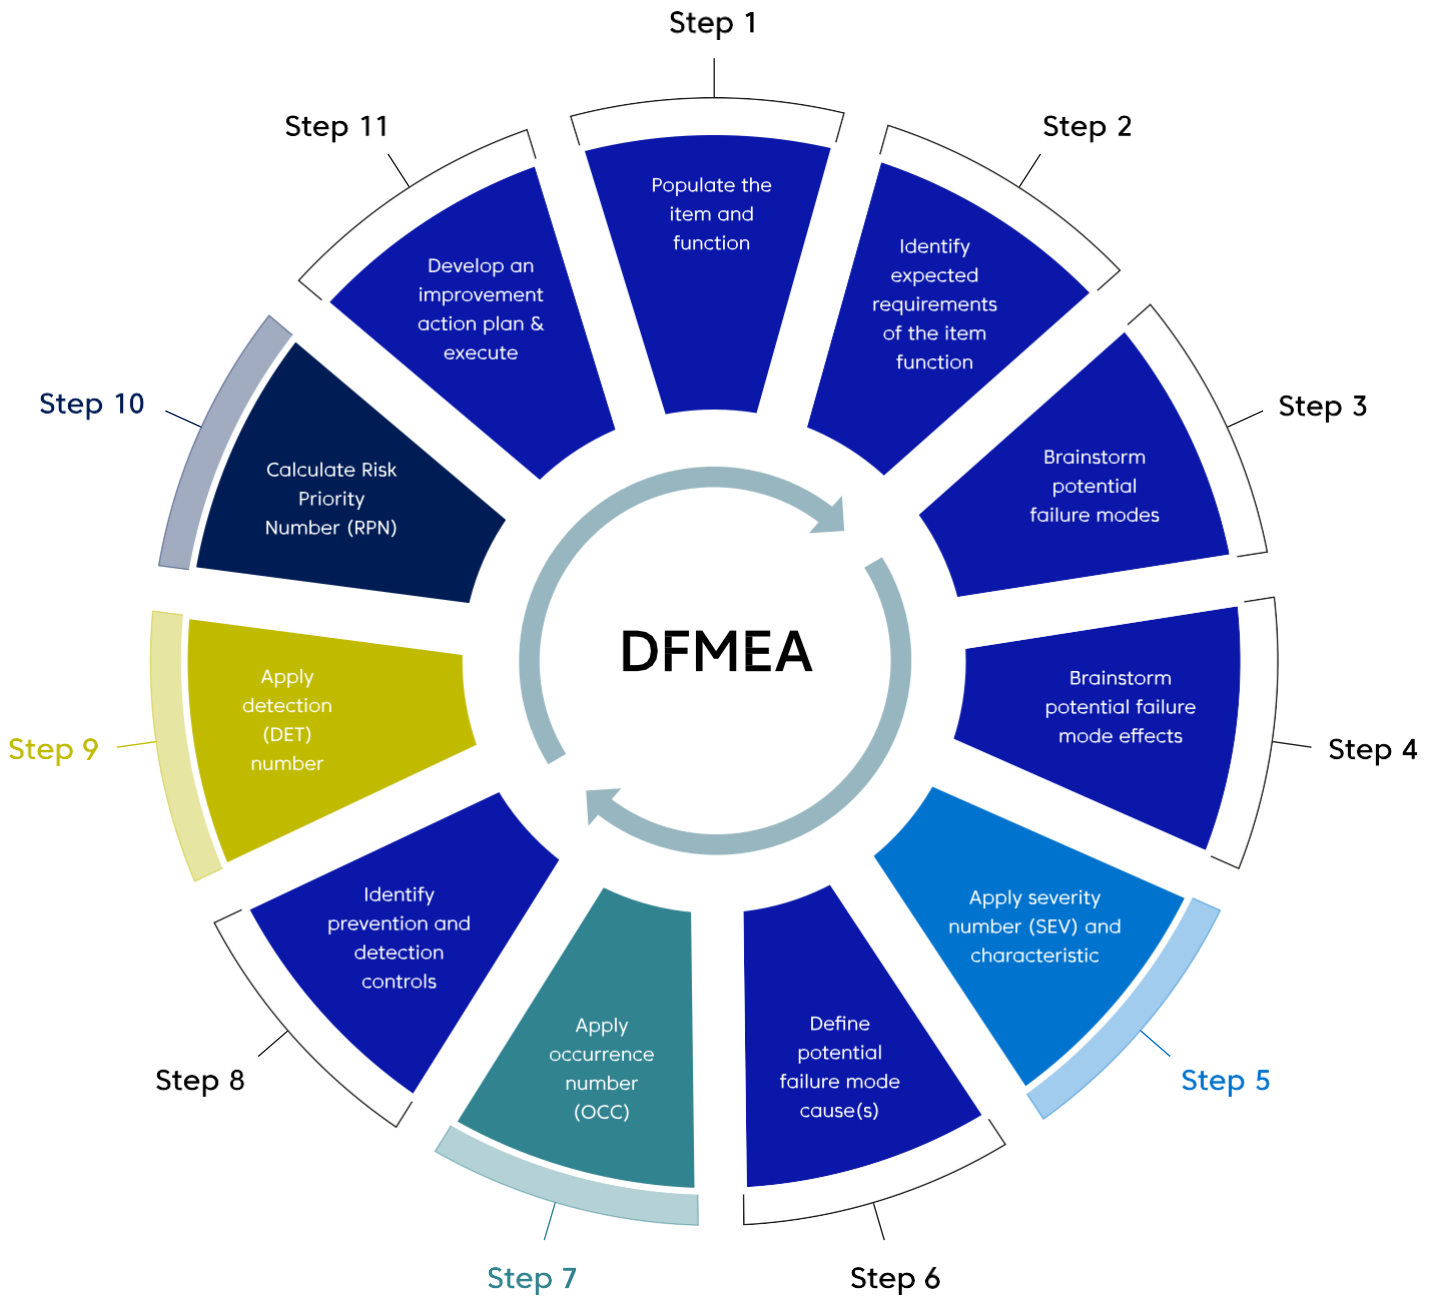 Step 1
Populate the
item and
function
Step 2
Identify
expected
requirements
of the item
function
Step 3
Brainstorm
potential
failure modes
Step 4
Brainstorm
potential failure
mode effects
Step 5
Apply severity
number (SEV) and
characteristic
Step 6
Define
potential
failure mode
cause(s)
Step 7
Apply
occurrence
number
(OCC)
Step 8
Identify
prevention and
detection
controls
Step 9
Apply
detection
(DET)
number
Step 10
Calculate Risk
Priority
Number (RPN)
Step 11
Develop an
improvement
action plan &
execute
DFMEA